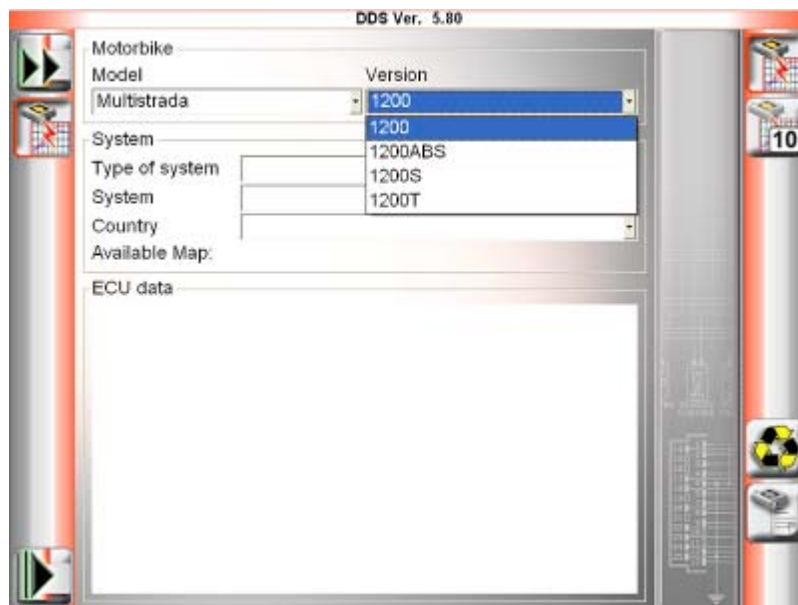 DDS Ver. 5.80
Motorbike
Model Version
Multistrada 1200
1200
1200ABS
1200S
1200T
System
Type of system
System
Country
Available Map:
ECU data
10